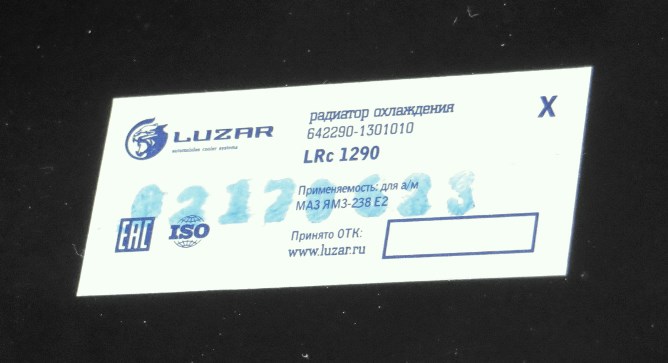 LUZAR
радиатор охлаждения
642290-1301010
LRc 1290
X
Применяемость: для а/м
МАЗ ЯМЗ-238 Е2
EAC
ISO
Принято ОТК:
www.luzar.ru